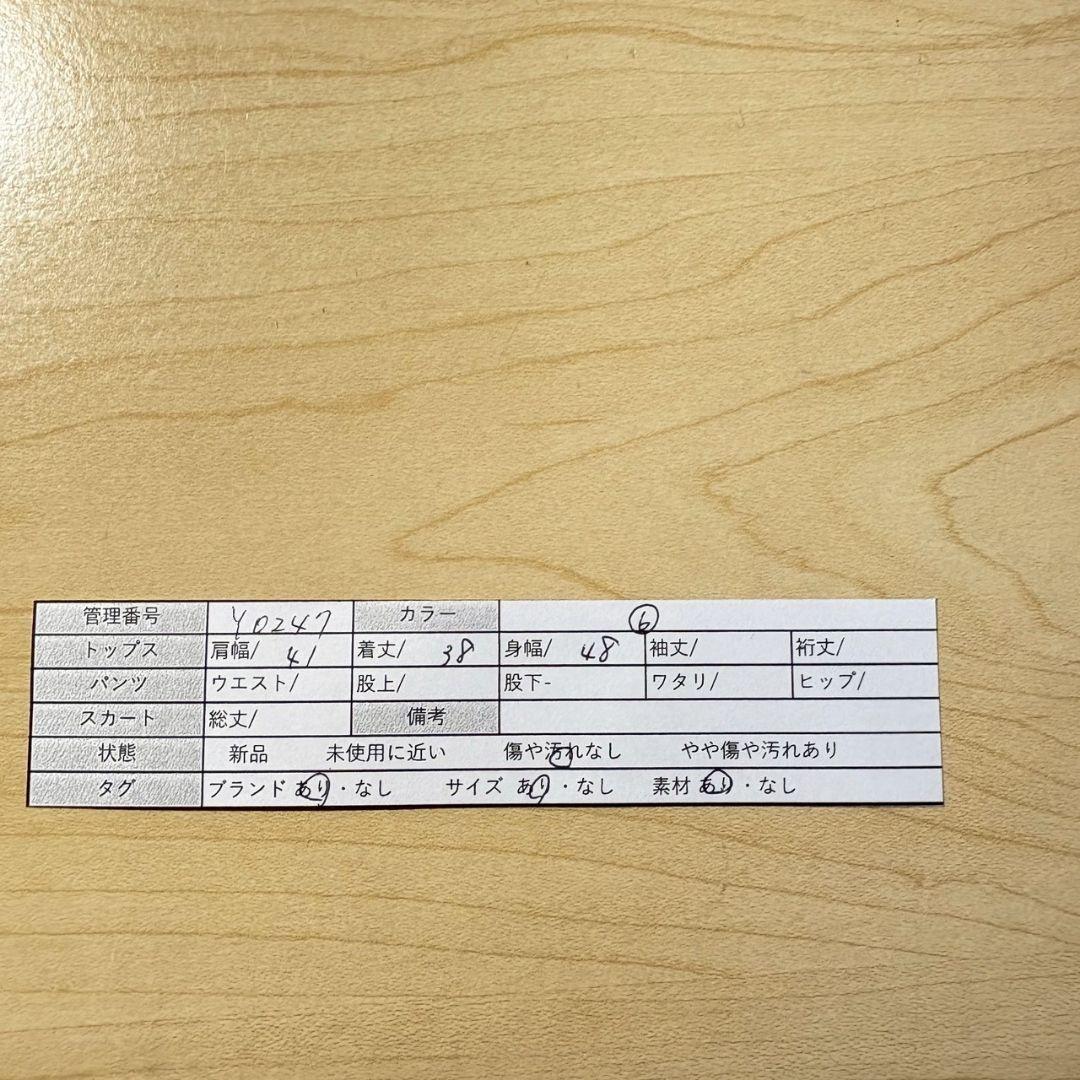 管理番号 YD247 カラー ⑥
トップス 肩幅/ 41 着丈/ 38 身幅/ 48 袖丈/ 裄丈/
パンツ ウエスト/ 股上/ 股下- ワタリ/ ヒップ/
スカート 総丈/ 備考
状態 新品 未使用に近い 傷や汚れなし やや傷や汚れあり
タグ ブランド あり・なし サイズ あり・なし 素材 あり・なし